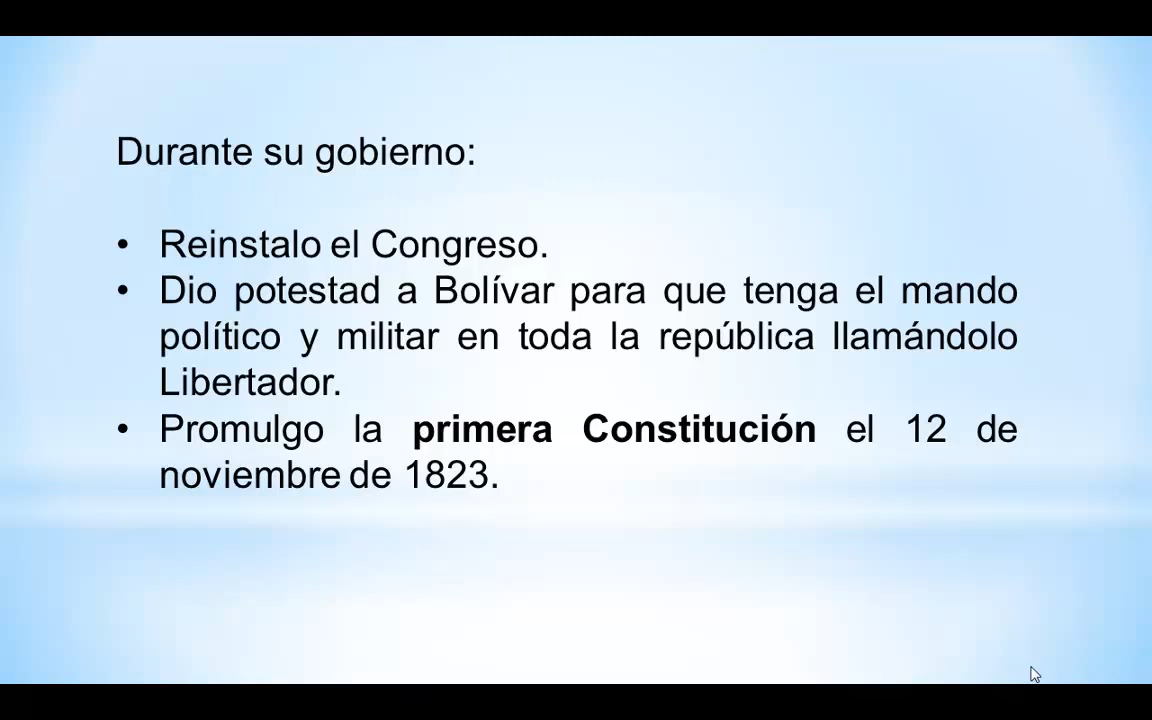 Durante su gobierno:
• Reinstalo el Congreso.
• Dio potestad a Bolívar para que tenga el mando
político y militar en toda la república llamándolo
Libertador.
• Promulgo la primera Constitución el 12 de
noviembre de 1823.